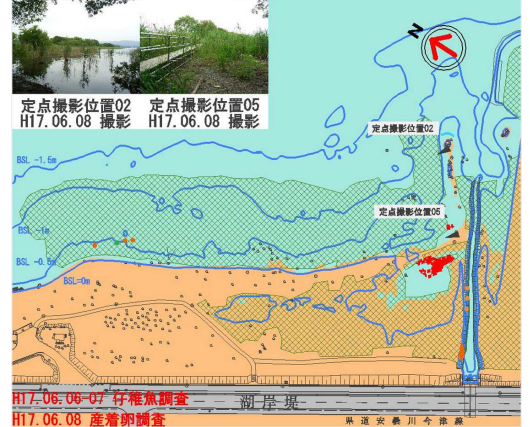 定点撮影位置02
H17.06.08 撮影
定点撮影位置05
H17.06.08 撮影
N
定点撮影位置02
BSL -1.5m
定点撮影位置05
BSL -1m
BSL -0.5m
BSL=0m
H17.06.06-07 仔稚魚調査
湖岸堤
H17.06.08 産着卵調査
県道安曇川今津線